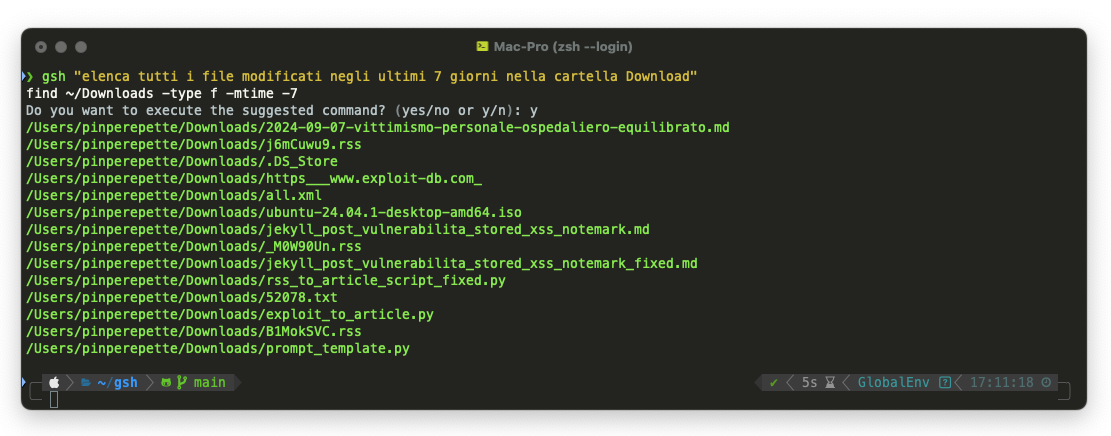 Mac-Pro (zsh --login)
❯ gsh "elenca tutti i file modificati negli ultimi 7 giorni nella cartella Download"
find ~/Downloads -type f -mtime -7
Do you want to execute the suggested command? (yes/no or y/n): y
/Users/pinperepette/Downloads/2024-09-07-vittimismo-personale-ospedaliero-equilibrato.md
/Users/pinperepette/Downloads/j6mCuwu9.rss
/Users/pinperepette/Downloads/.DS_Store
/Users/pinperepette/Downloads/https___www.exploit-db.com_
/Users/pinperepette/Downloads/all.xml
/Users/pinperepette/Downloads/ubuntu-24.04.1-desktop-amd64.iso
/Users/pinperepette/Downloads/jekyll_post_vulnerabilita_stored_xss_notemark.md
/Users/pinperepette/Downloads/_M0W90Un.rss
/Users/pinperepette/Downloads/jekyll_post_vulnerabilita_stored_xss_notemark_fixed.md
/Users/pinperepette/Downloads/rss_to_article_script_fixed.py
/Users/pinperepette/Downloads/52078.txt
/Users/pinperepette/Downloads/exploit_to_article.py
/Users/pinperepette/Downloads/B1MokSVC.rss
/Users/pinperepette/Downloads/prompt_template.py
~/gsh main ✔ 5s GlobalEnv 17:11:18